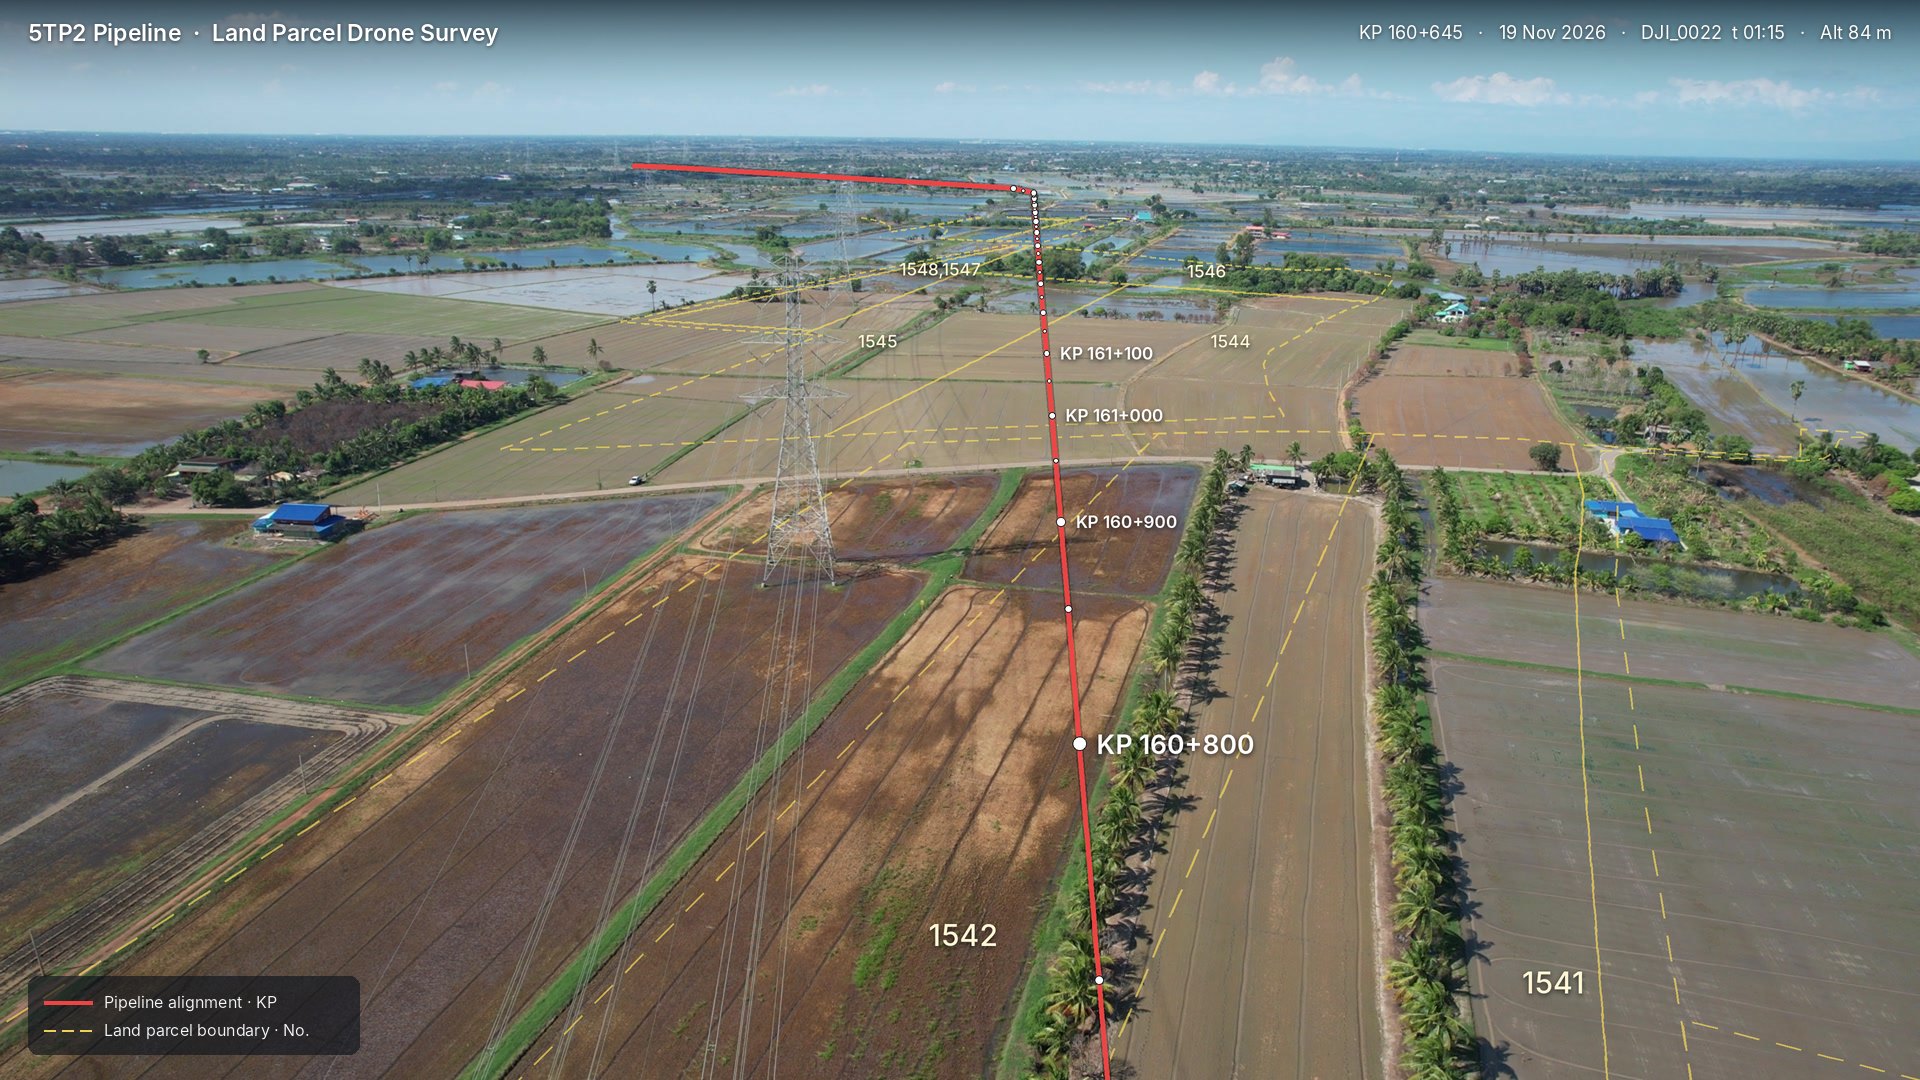 5TP2 Pipeline · Land Parcel Drone Survey
KP 160+645 · 19 Nov 2026 · DJI_0022 t 01:15 · Alt 84 m
1548,1547
1546
1545
1544
KP 161+100
KP 161+000
KP 160+900
KP 160+800
1542
1541
Pipeline alignment · KP
Land parcel boundary · No.